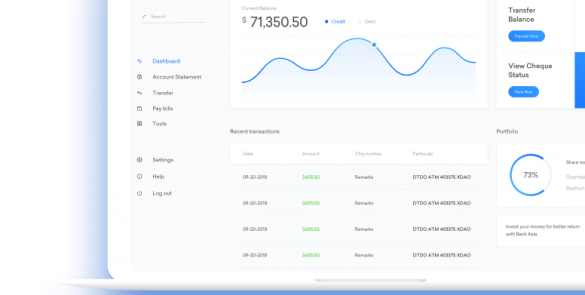 Search
Dashboard
Account Statement
Transfer
Pay bills
Tools
Settings
Help
Log out
Current Balance
$ 71,350.50
Credit
Debt
Transfer
Balance
Transfer Now
View Cheque
Status
View Now
Recent transactions
Date Amount Chq number Particular
09-20-2018 $605.50 Remarks DTDO ATM 403375 XDAO
09-20-2018 $605.50 Remarks DTDO ATM 403375 XDAO
09-20-2018 $605.50 Remarks DTDO ATM 403375 XDAO
09-20-2018 $605.50 Remarks DTDO ATM 403375 XDAO
Portfolio
73%
Share
Invest your money for better return
with Bank Asia